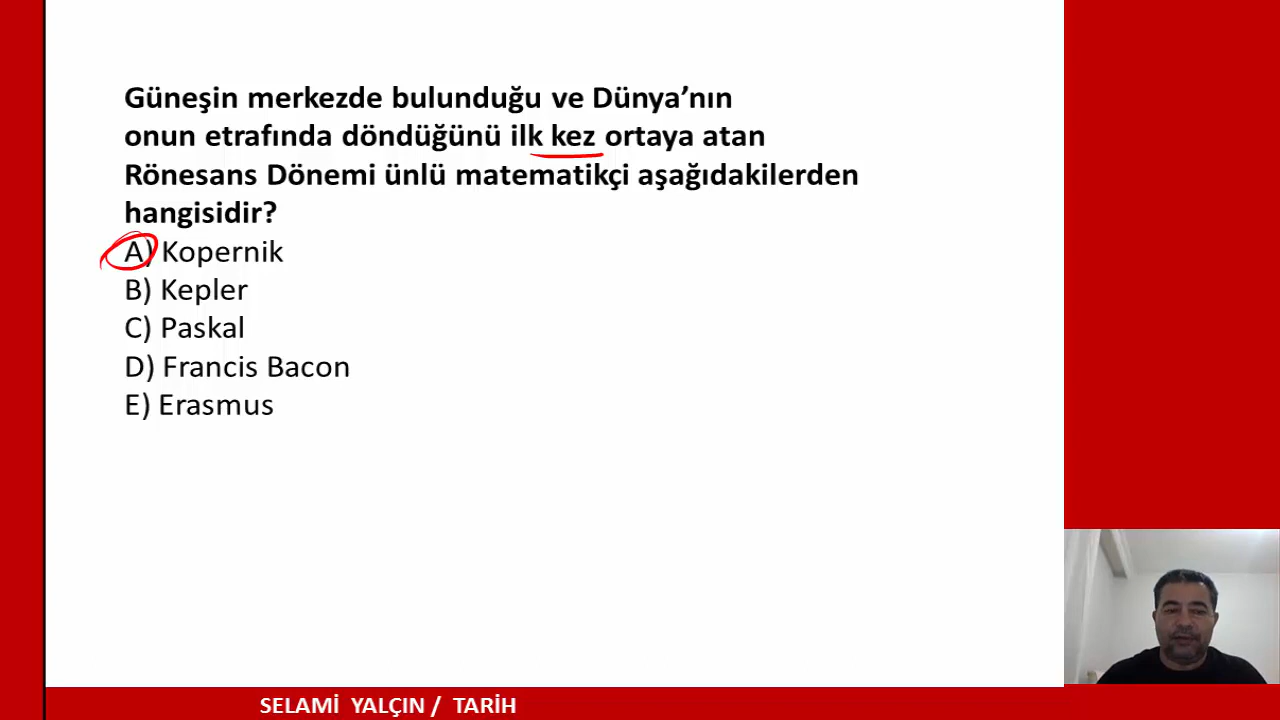 Güneşin merkezde bulunduğu ve Dünya’nın
onun etrafında döndüğünü ilk kez ortaya atan
Rönesans Dönemi ünlü matematikçi aşağıdakilerden
hangisidir?
A) Kopernik
B) Kepler
C) Paskal
D) Francis Bacon
E) Erasmus
SELAMİ YALÇIN / TARİH